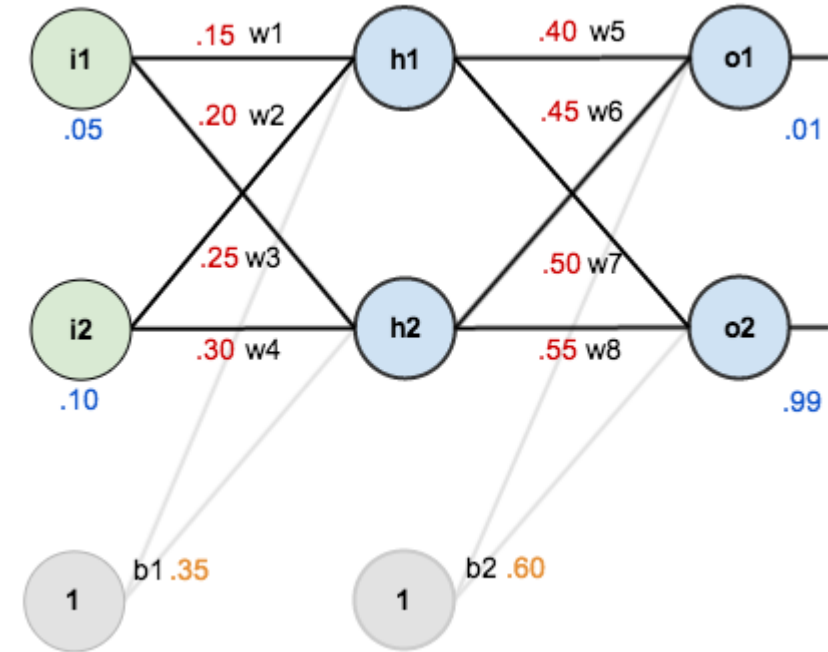 i1 .15 w1 h1 .40 w5 o1
.20 w2 .45 w6
.05 .01
.25 w3 .50 w7
i2 h2 o2
.30 w4 .55 w8
.10 .99
b1 .35 b2 .60
1 1